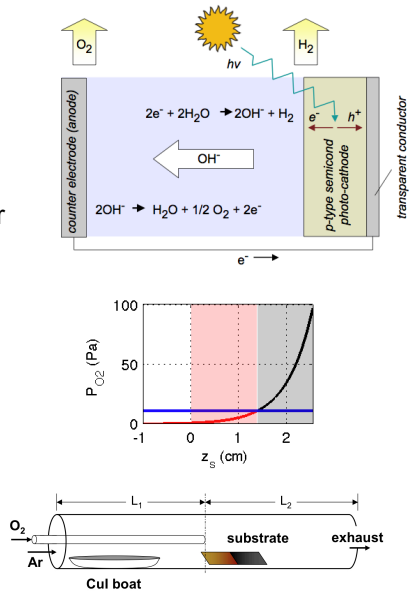 O2
H2
hν
2e- + 2H2O → 2OH- + H2
e- h+
OH-
2OH- → H2O + 1/2 O2 + 2e-
counter electrode (anode)
p-type semicond
photo-cathode
transparent conductor
e- →
r
100
50
0
P_O2 (Pa)
-1 0 1 2
z_s (cm)
L1 L2
O2
Ar
substrate
exhaust
CuI boat